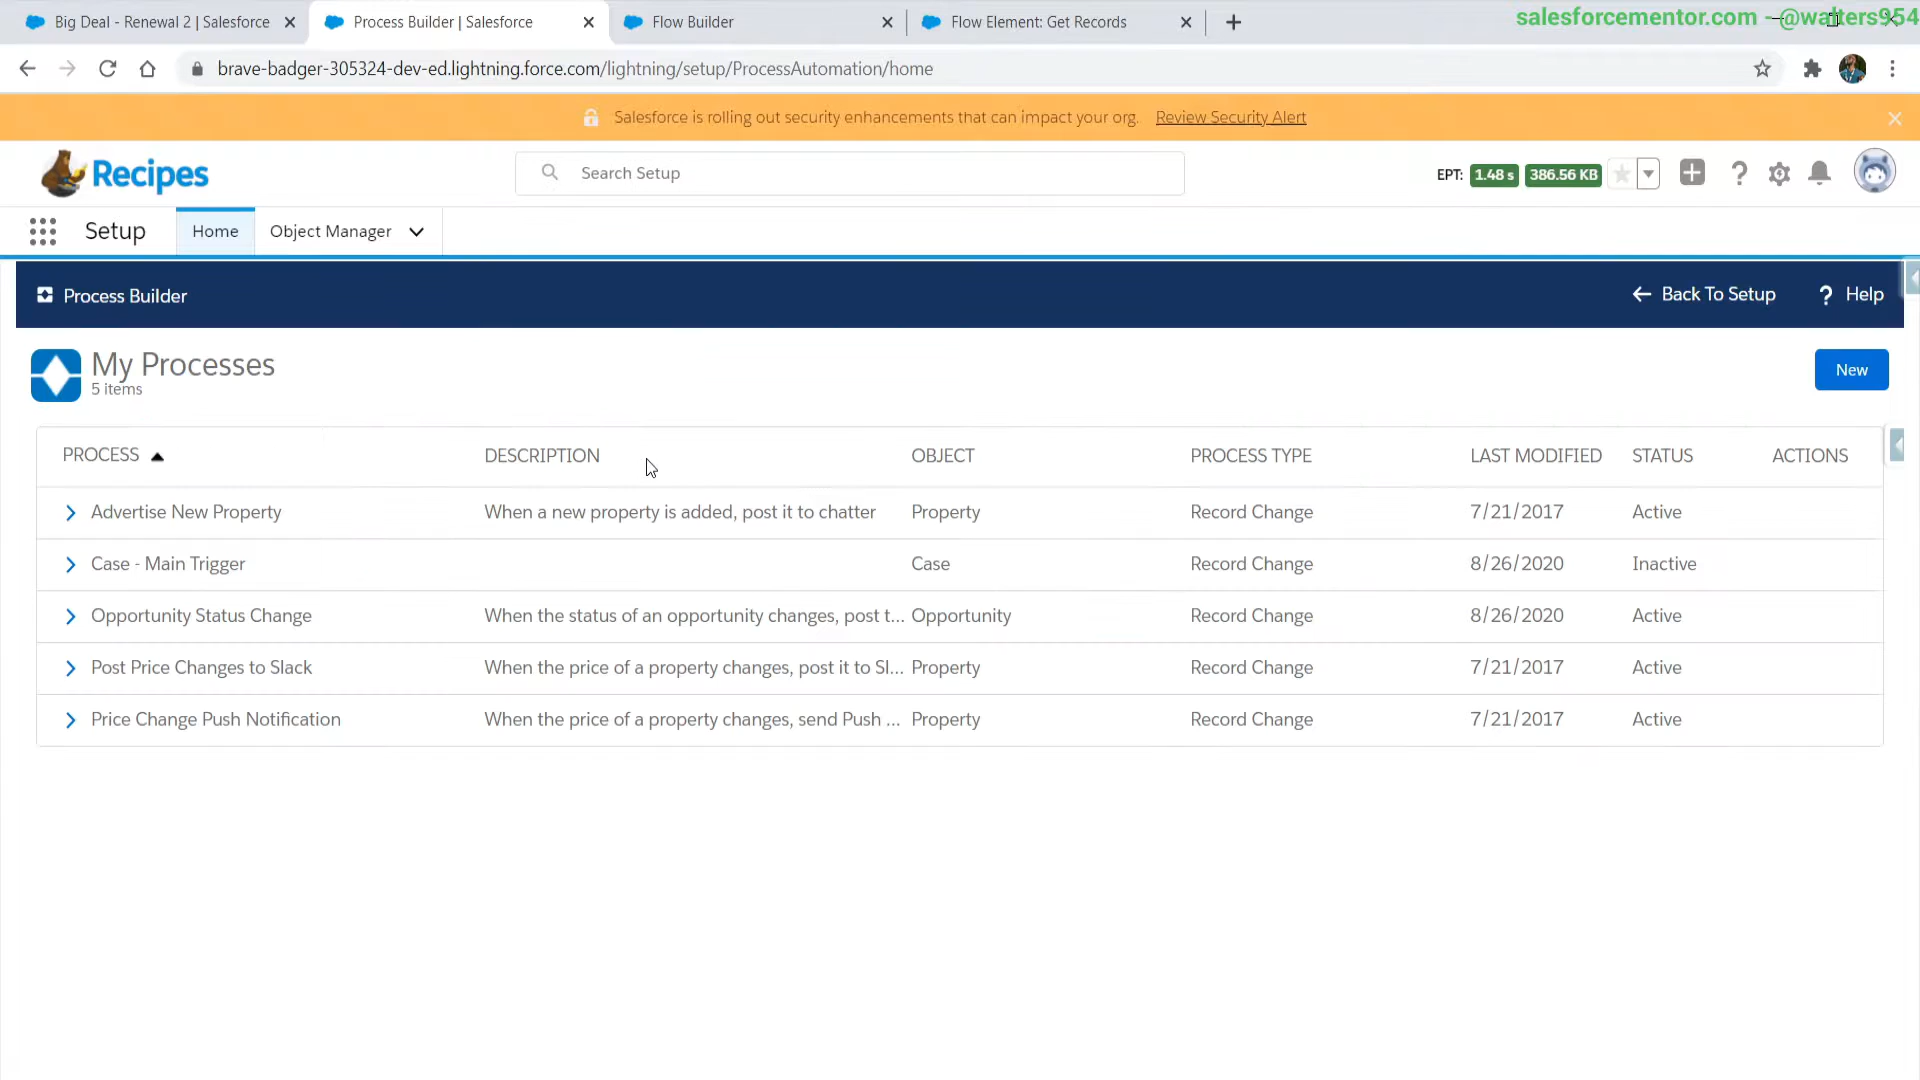 Big Deal - Renewal 2 | Salesforce
Process Builder | Salesforce
Flow Builder
Flow Element: Get Records
salesforcementor.com - @walters954
brave-badger-305324-dev-ed.lightning.force.com/lightning/setup/ProcessAutomation/home
Salesforce is rolling out security enhancements that can impact your org. Review Security Alert
Recipes
Search Setup
EPT: 1.48 s 386.56 KB
Setup Home Object Manager
Process Builder
Back To Setup ? Help
My Processes
5 items
New
PROCESS DESCRIPTION OBJECT PROCESS TYPE LAST MODIFIED STATUS ACTIONS
Advertise New Property When a new property is added, post it to chatter Property Record Change 7/21/2017 Active
Case - Main Trigger Case Record Change 8/26/2020 Inactive
Opportunity Status Change When the status of an opportunity changes, post t... Opportunity Record Change 8/26/2020 Active
Post Price Changes to Slack When the price of a property changes, post it to Sl... Property Record Change 7/21/2017 Active
Price Change Push Notification When the price of a property changes, send Push ... Property Record Change 7/21/2017 Active